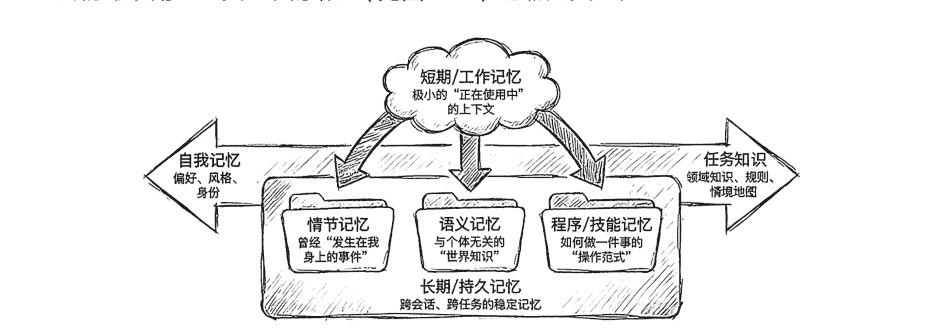 短期/工作记忆
极小的“正在使用中”
的上下文
自我记忆
偏好、风格、
身份
任务知识
领域知识、规则、
情境地图
情节记忆
曾经“发生在我
身上的事件”
语义记忆
与个体无关的
“世界知识”
程序/技能记忆
如何做一件事的
“操作范式”
长期/持久记忆
跨会话、跨任务的稳定记忆